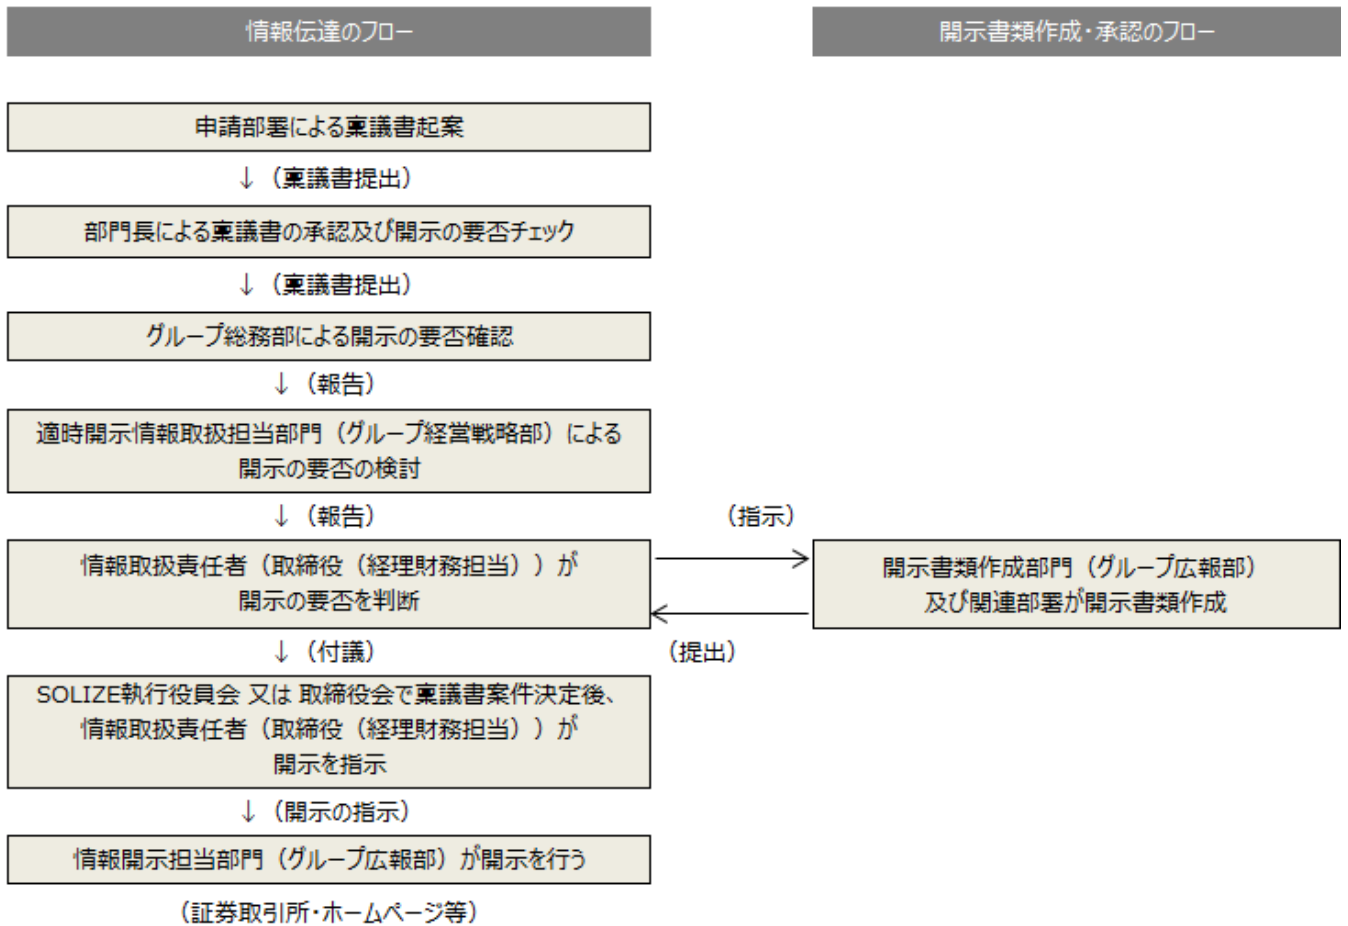 情報伝達のフロー
開示書類作成・承認のフロー
申請部署による稟議書起案
↓（稟議書提出）
部門長による稟議書の承認及び開示の要否チェック
↓（稟議書提出）
グループ総務部による開示の要否確認
↓（報告）
適時開示情報取扱担当部門（グループ経営戦略部）による
開示の要否の検討
↓（報告）
（指示）
情報取扱責任者（取締役（経理財務担当））が
開示の要否を判断
開示書類作成部門（グループ広報部）
及び関連部署が開示書類作成
↓（付議）
（提出）
SOLIZE執行役員会 又は 取締役会で稟議書案件決定後、
情報取扱責任者（取締役（経理財務担当））が
開示を指示
↓（開示の指示）
情報開示担当部門（グループ広報部）が開示を行う
（証券取引所・ホームページ等）